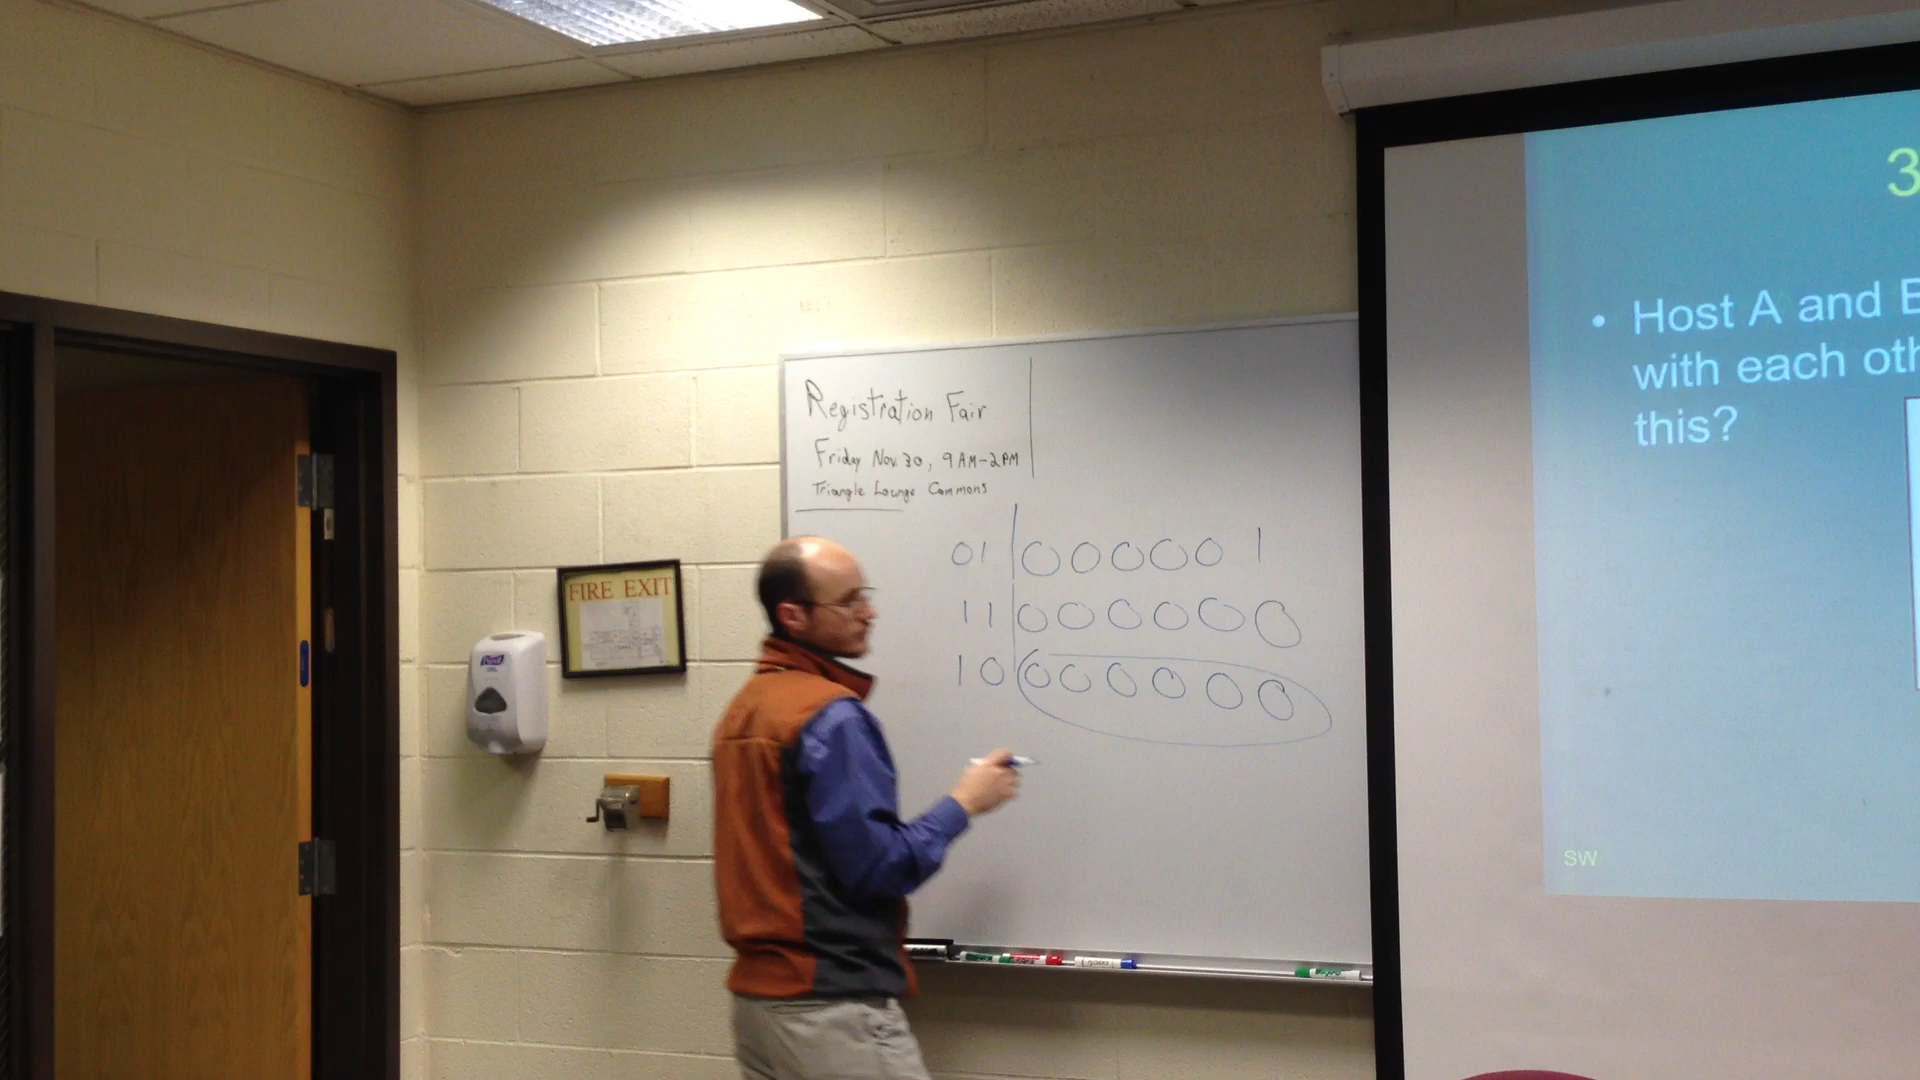 Registration Fair
Friday Nov. 30, 9AM-2PM
Triangle Lounge Commons
01 | 0 0 0 0 0 1
11 | 0 0 0 0 0 0
10 | 0 0 0 0 0 0
FIRE EXIT
3
• Host A and
with each oth
this?
SW